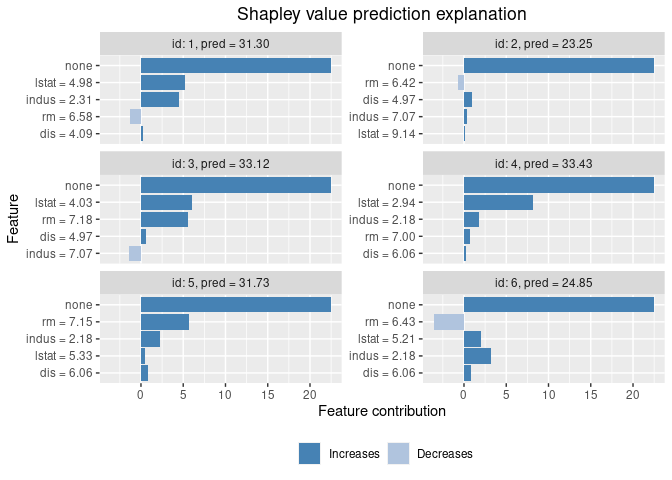 Shapley value prediction explanation
id: 1, pred = 31.30
none
lstat = 4.98
indus = 2.31
rm = 6.58
dis = 4.09
id: 2, pred = 23.25
none
rm = 6.42
dis = 4.97
indus = 7.07
lstat = 9.14
id: 3, pred = 33.12
none
lstat = 4.03
rm = 7.18
dis = 4.97
indus = 7.07
id: 4, pred = 33.43
none
lstat = 2.94
indus = 2.18
rm = 7.00
dis = 6.06
id: 5, pred = 31.73
none
rm = 7.15
indus = 2.18
lstat = 5.33
dis = 6.06
id: 6, pred = 24.85
none
rm = 6.43
lstat = 5.21
indus = 2.18
dis = 6.06
Feature
0 5 10 15 20
0 5 10 15 20
Feature contribution
Increases Decreases